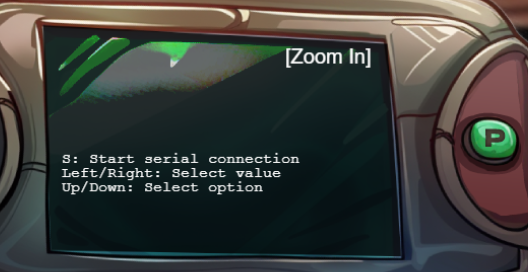 [Zoom In]
S: Start serial connection
Left/Right: Select value
Up/Down: Select option
P